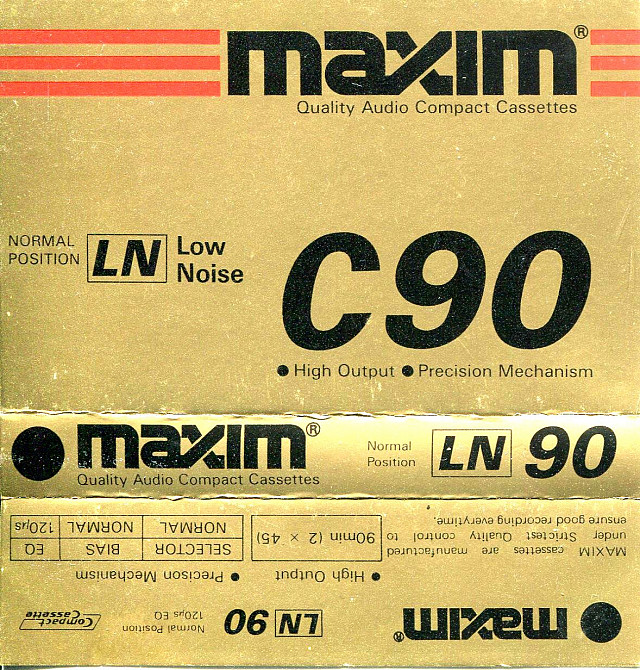 maxim®
Quality Audio Compact Cassettes
NORMAL
POSITION
LN
Low
Noise
C90
● High Output ● Precision Mechanism
maxim®
Quality Audio Compact Cassettes
Normal
Position
LN 90
maxim®
LN 90
Normal Position
120µs EQ
Compact
Cassette
● High Output ● Precison Mechanism
MAXIM cassettes are manufactured
under Strictest Quality control to
ensure good recording everytime.
90min (2 × 45)
SELECTOR BIAS EQ
NORMAL NORMAL 120µs